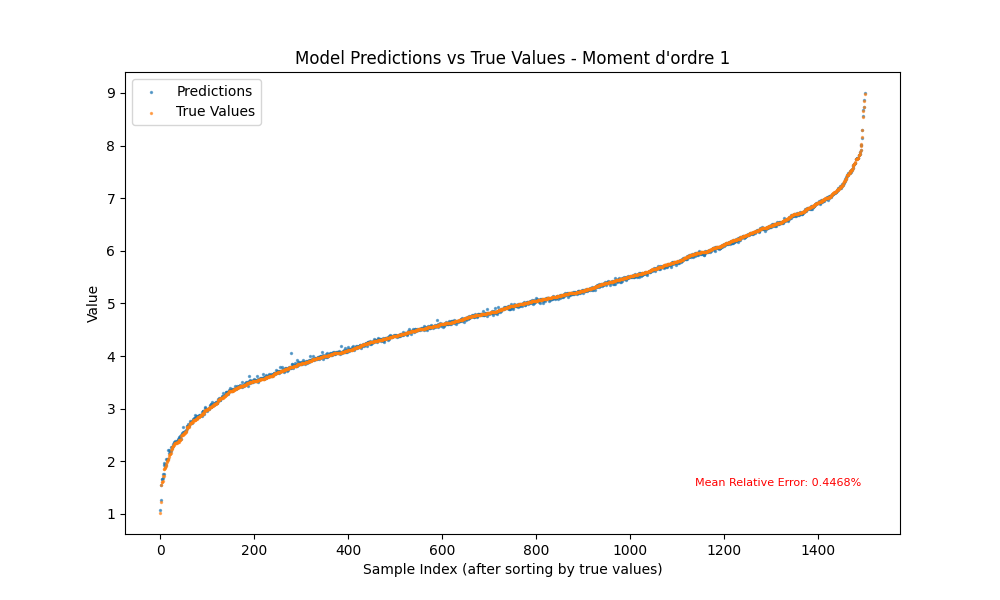 Model Predictions vs True Values - Moment d'ordre 1
Predictions
True Values
Value
9
8
7
6
5
4
3
2
1
Mean Relative Error: 0.4468%
0
200
400
600
800
1000
1200
1400
Sample Index (after sorting by true values)